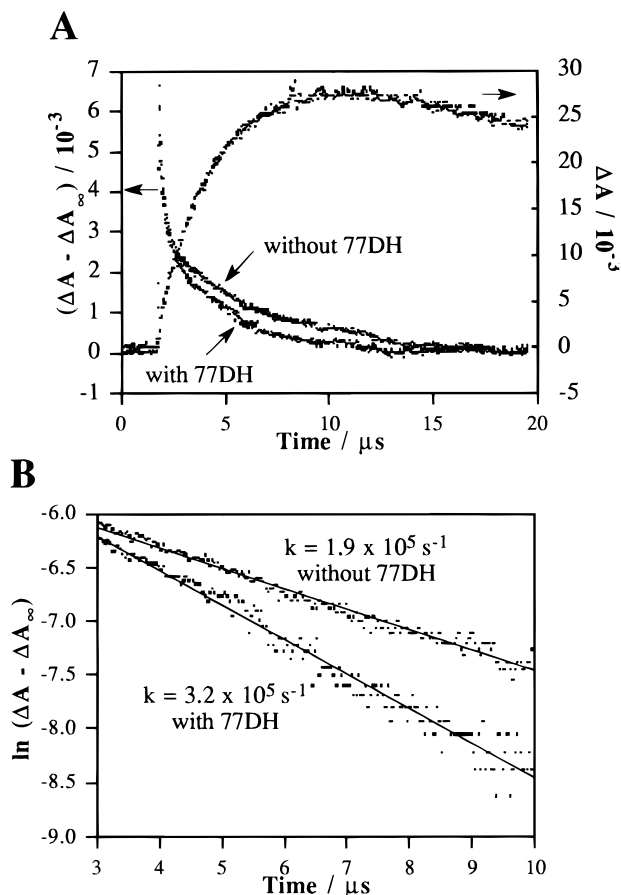 A
7
6
5
4
3
2
1
0
-1
(ΔA - ΔA∞) / 10-3
30
25
20
15
10
5
0
-5
ΔA / 10-3
without 77DH
with 77DH
0 5 10 15 20
Time / μs
B
-6.0
-6.5
-7.0
-7.5
-8.0
-8.5
-9.0
ln (ΔA - ΔA∞)
k = 1.9 x 10⁵ s⁻¹
without 77DH
k = 3.2 x 10⁵ s⁻¹
with 77DH
3 4 5 6 7 8 9 10
Time / μs